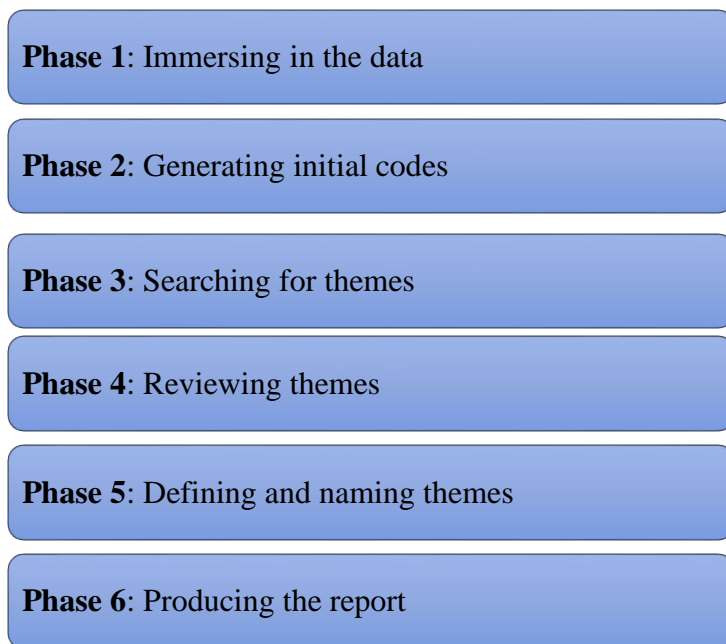 Phase 1: Immersing in the data
Phase 2: Generating initial codes
Phase 3: Searching for themes
Phase 4: Reviewing themes
Phase 5: Defining and naming themes
Phase 6: Producing the report